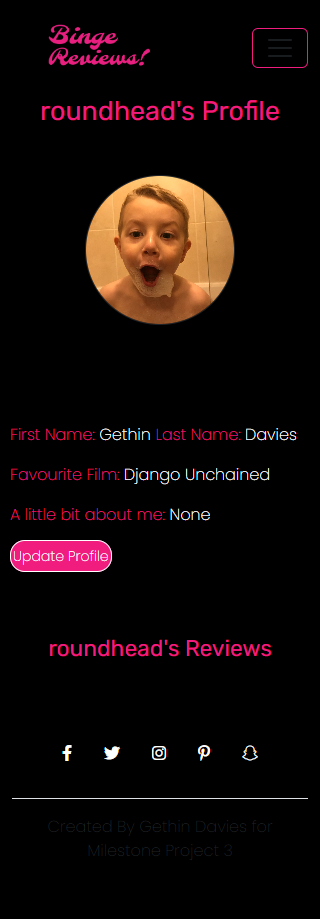 Binge
Reviews!
roundhead's Profile
First Name: Gethin Last Name: Davies
Favourite Film: Django Unchained
A little bit about me: None
Update Profile
roundhead's Reviews
Created By Gethin Davies for
Milestone Project 3